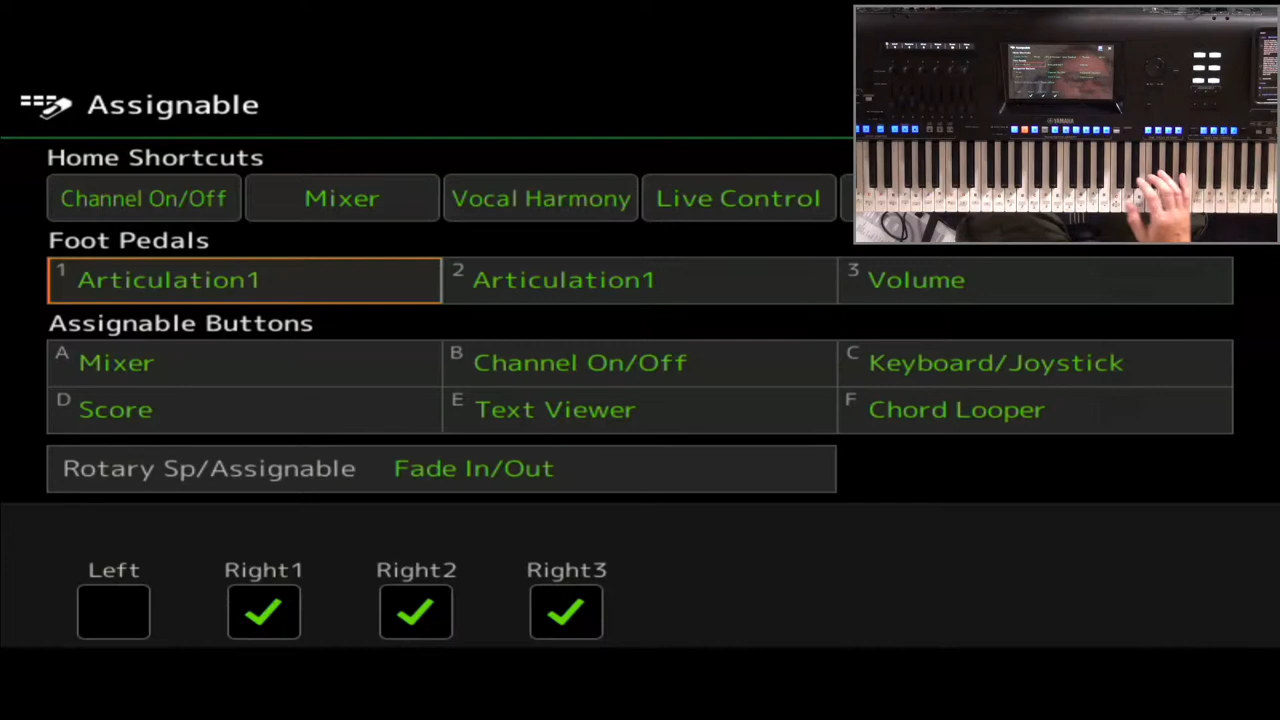 Assignable
Home Shortcuts
Channel On/Off Mixer Vocal Harmony Live Control
Foot Pedals
1 Articulation1 2 Articulation1 3 Volume
Assignable Buttons
A Mixer B Channel On/Off C Keyboard/Joystick
D Score E Text Viewer F Chord Looper
Rotary Sp/Assignable Fade In/Out
Left Right1 Right2 Right3
YAMAHA